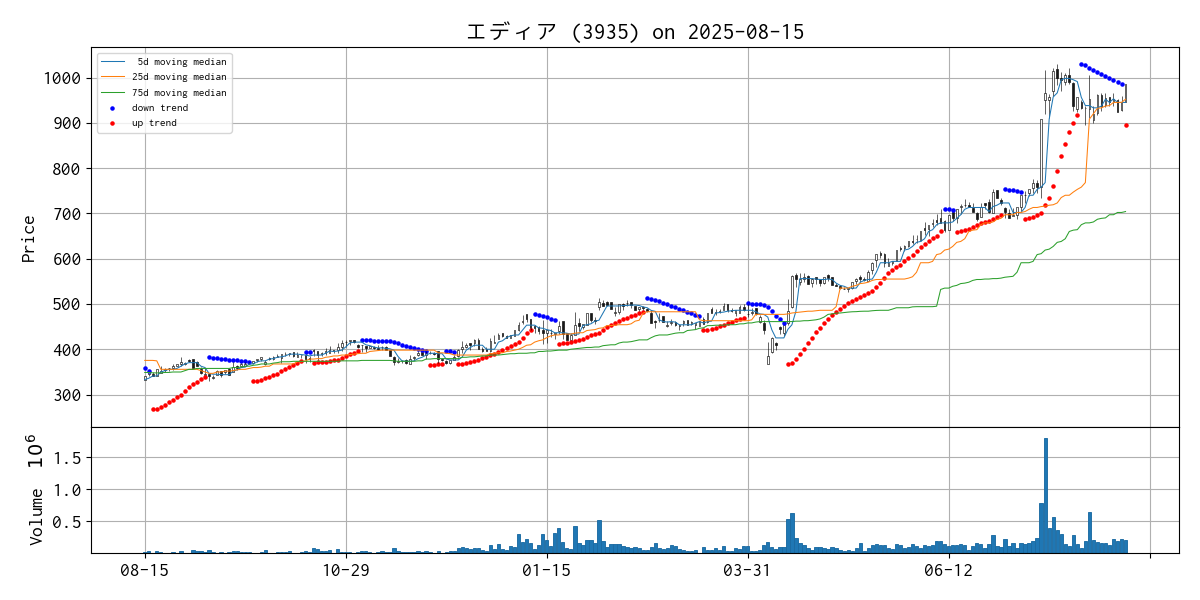 エディア (3935) on 2025-08-15
5d moving median
25d moving median
75d moving median
down trend
up trend
Price
1000
900
800
700
600
500
400
300
Volume 10⁶
1.5
1.0
0.5
08-15
10-29
01-15
03-31
06-12